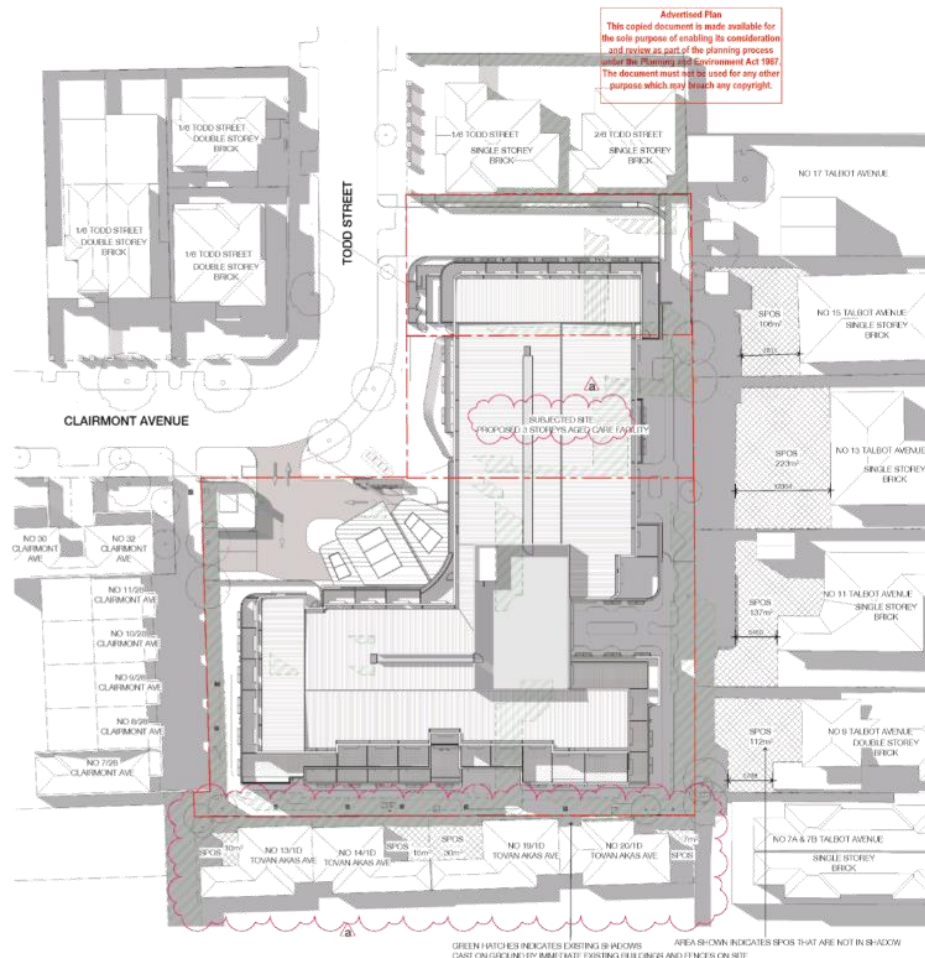 Advertised Plan
This copied document is made available for
the sole purpose of enabling its consideration
and review as part of the planning process
under the Planning and Environment Act 1987.
The document must not be used for any other
purpose which may breach any copyright.
1/6 TODD STREET
DOUBLE STOREY
BRICK
1/6 TODD STREET
DOUBLE STOREY
BRICK
1/6 TODD STREET
DOUBLE STOREY
BRICK
TODD STREET
1/6 TODD STREET
SINGLE STOREY
BRICK
2/6 TODD STREET
SINGLE STOREY
BRICK
NO 17 TALBOT AVENUE
SPOS
106m²
NO 15 TALBOT AVENUE
SINGLE STOREY
BRICK
CLAIRMONT AVENUE
a
SUBJECTED SITE
PROPOSED 3 STOREYS AGED CARE FACILITY
SPOS
223m²
NO 13 TALBOT AVENUE
SINGLE STOREY
BRICK
NO 30
CLAIRMONT
AVE
NO 32
CLAIRMONT
AVE
NO 11/28
CLAIRMONT AVE
NO 10/28
CLAIRMONT AVE
NO 9/28
CLAIRMONT AVE
NO 8/28
CLAIRMONT AVE
NO 7/28
CLAIRMONT AVE
SPOS
137m²
NO 11 TALBOT AVENUE
SINGLE STOREY
BRICK
SPOS
112m²
NO 9 TALBOT AVENUE
DOUBLE STOREY
BRICK
SPOS
10m²
NO 13/1D
TOVAN AKAS AVE
NO 14/1D
TOVAN AKAS AVE
SPOS
NO 19/1D
TOVAN AKAS AVE
NO 20/1D
TOVAN AKAS AVE
7m²
SPOS
NO 7A & 7B TALBOT AVENUE
SINGLE STOREY
BRICK
a
GREEN HATCHES INDICATES EXISTING SHADOWS
CAST ON GROUND BY IMMEDIATE EXISTING BUILDINGS AND FENCES ON SITE
AREA SHOWN INDICATES SPOS THAT ARE NOT IN SHADOW